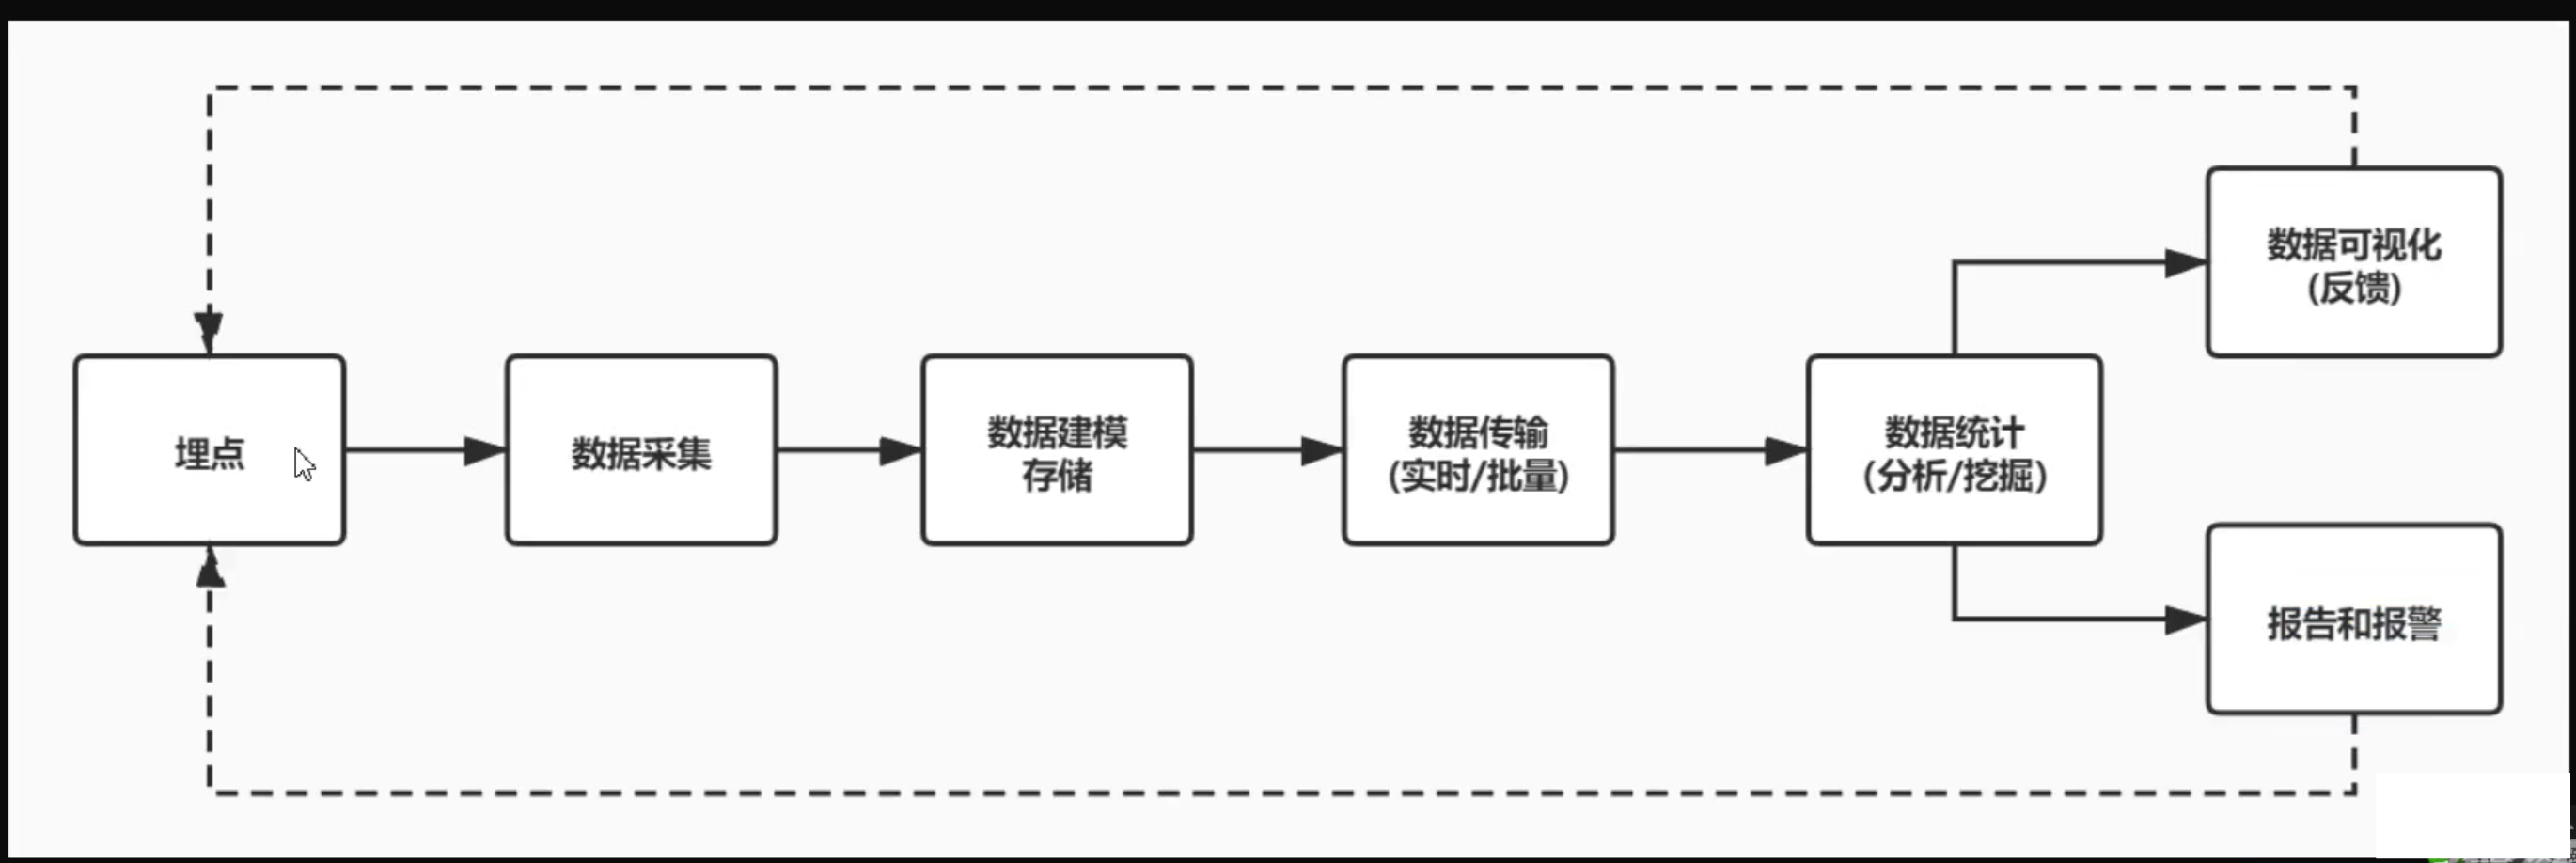 埋点
数据采集
数据建模
存储
数据传输
(实时/批量)
数据统计
(分析/挖掘)
数据可视化
(反馈)
报告和报警